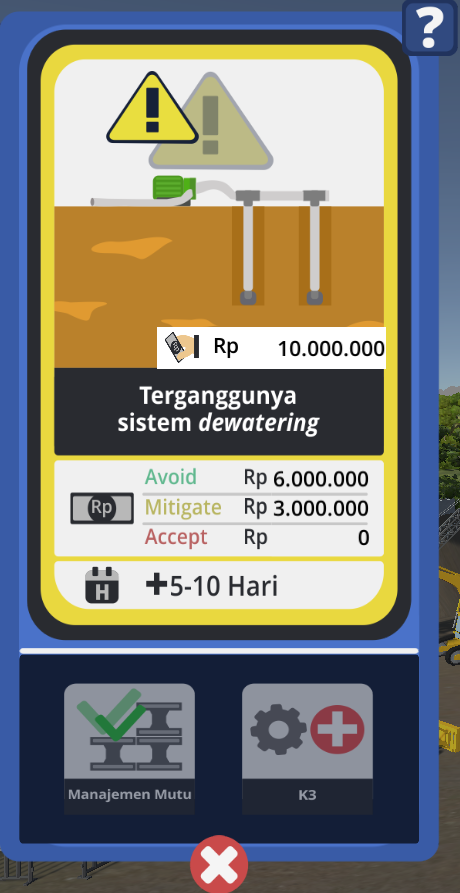 ?
Rp 10.000.000
Terganggunya
sistem dewatering
Avoid Rp 6.000.000
Rp Mitigate Rp 3.000.000
Accept Rp 0
H +5-10 Hari
Manajemen Mutu
K3